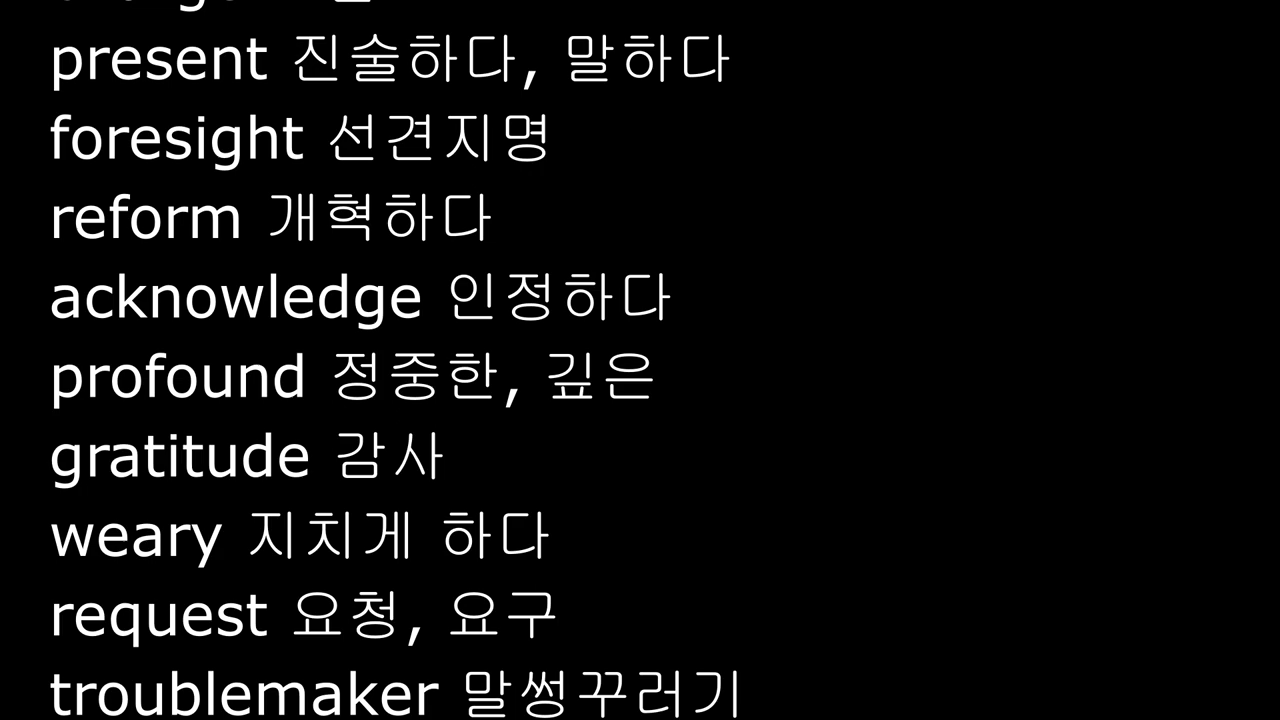 present 진술하다, 말하다
foresight 선견지명
reform 개혁하다
acknowledge 인정하다
profound 정중한, 깊은
gratitude 감사
weary 지치게 하다
request 요청, 요구
troublemaker 말썽꾸러기